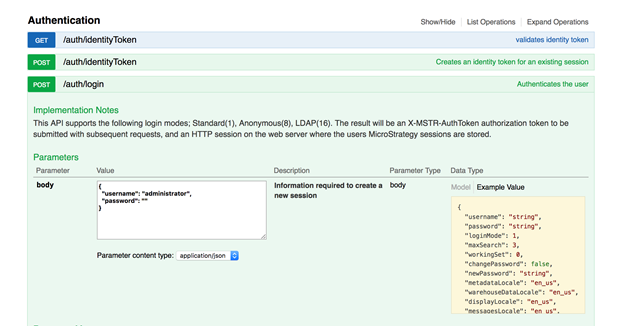 Authentication
Show/Hide
List Operations
Expand Operations
GET /auth/identityToken validates identity token
POST /auth/identityToken Creates an identity token for an existing session
POST /auth/login Authenticates the user
Implementation Notes
This API supports the following login modes; Standard(1), Anonymous(8), LDAP(16). The result will be an X-MSTR-AuthToken authorization token to be
submitted with subsequent requests, and an HTTP session on the web server where the users MicroStrategy sessions are stored.
Parameters
Parameter Value Description Parameter Type Data Type
body
{
"username": "administrator",
"password": ""
}
Parameter content type: application/json
Information required to create a
new session
body
Model Example Value
{
"username": "string",
"password": "string",
"loginMode": 1,
"maxSearch": 3,
"workingSet": 0,
"changePassword": false,
"newPassword": "string",
"metadataLocale": "en_us",
"warehouseDataLocale": "en_us",
"displayLocale": "en_us",
"messagesLocale": "en_us".